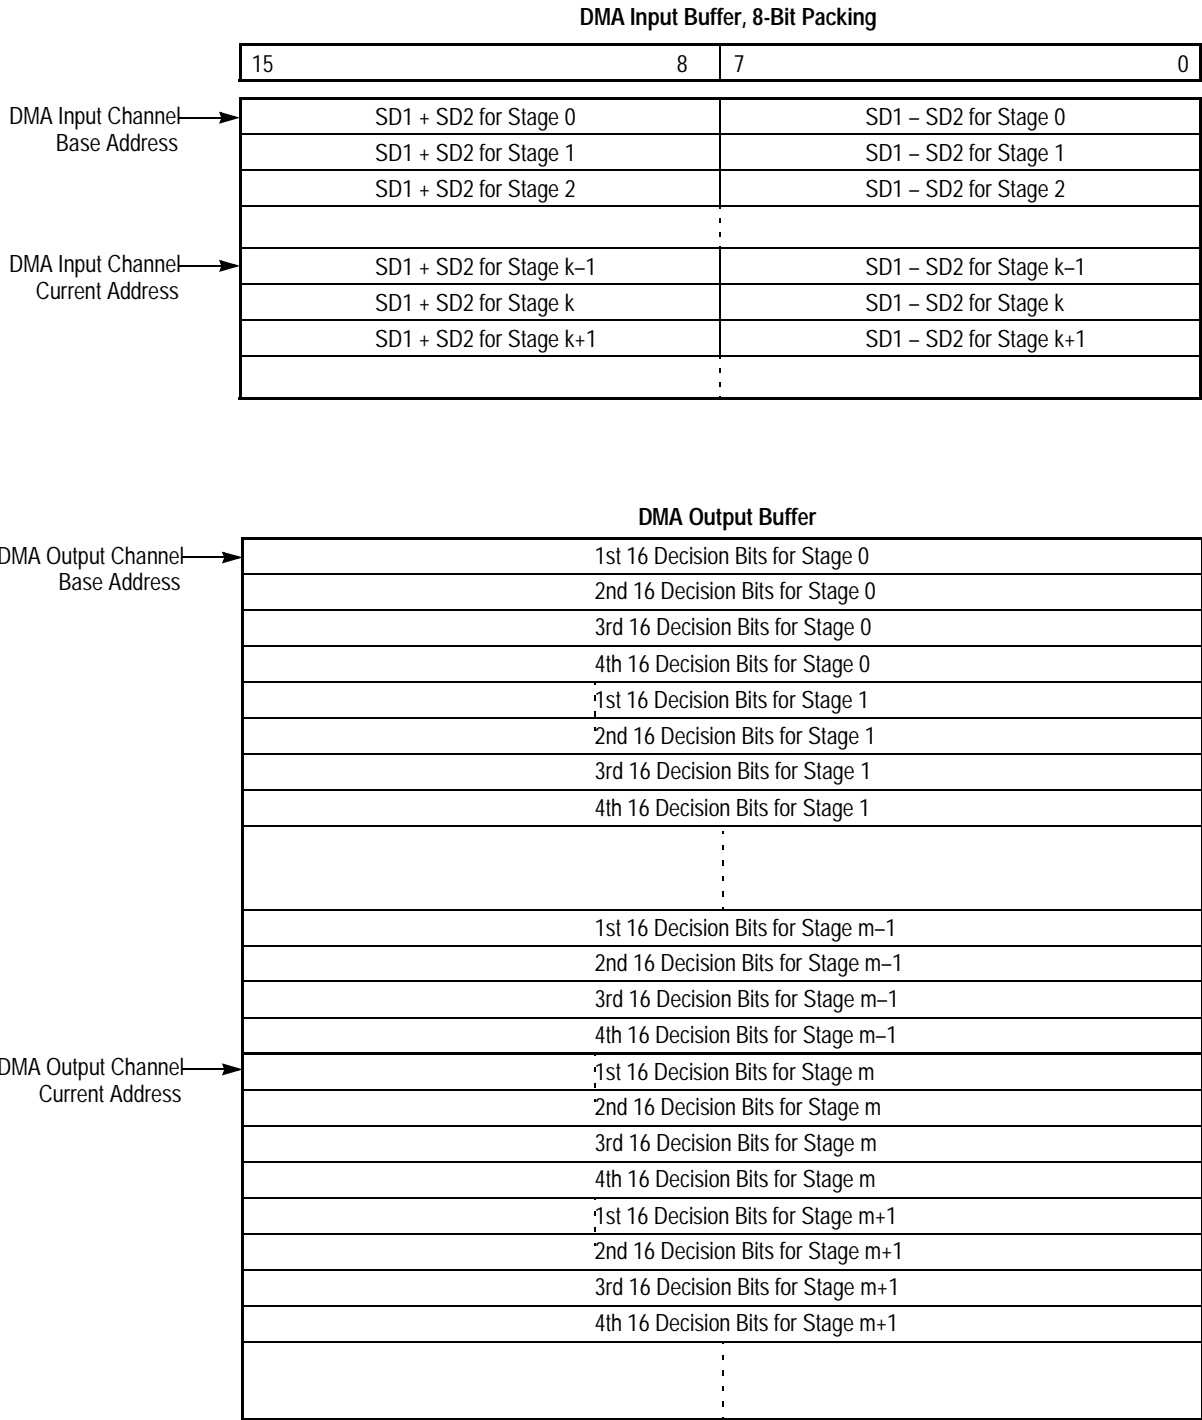 DMA Input Buffer, 8-Bit Packing
15 8 7 0
DMA Input Channel
Base Address
SD1 + SD2 for Stage 0 SD1 – SD2 for Stage 0
SD1 + SD2 for Stage 1 SD1 – SD2 for Stage 1
SD1 + SD2 for Stage 2 SD1 – SD2 for Stage 2
DMA Input Channel
Current Address
SD1 + SD2 for Stage k–1 SD1 – SD2 for Stage k–1
SD1 + SD2 for Stage k SD1 – SD2 for Stage k
SD1 + SD2 for Stage k+1 SD1 – SD2 for Stage k+1
DMA Output Buffer
DMA Output Channel
Base Address
1st 16 Decision Bits for Stage 0
2nd 16 Decision Bits for Stage 0
3rd 16 Decision Bits for Stage 0
4th 16 Decision Bits for Stage 0
1st 16 Decision Bits for Stage 1
2nd 16 Decision Bits for Stage 1
3rd 16 Decision Bits for Stage 1
4th 16 Decision Bits for Stage 1
1st 16 Decision Bits for Stage m–1
2nd 16 Decision Bits for Stage m–1
3rd 16 Decision Bits for Stage m–1
4th 16 Decision Bits for Stage m–1
DMA Output Channel
Current Address
1st 16 Decision Bits for Stage m
2nd 16 Decision Bits for Stage m
3rd 16 Decision Bits for Stage m
4th 16 Decision Bits for Stage m
1st 16 Decision Bits for Stage m+1
2nd 16 Decision Bits for Stage m+1
3rd 16 Decision Bits for Stage m+1
4th 16 Decision Bits for Stage m+1